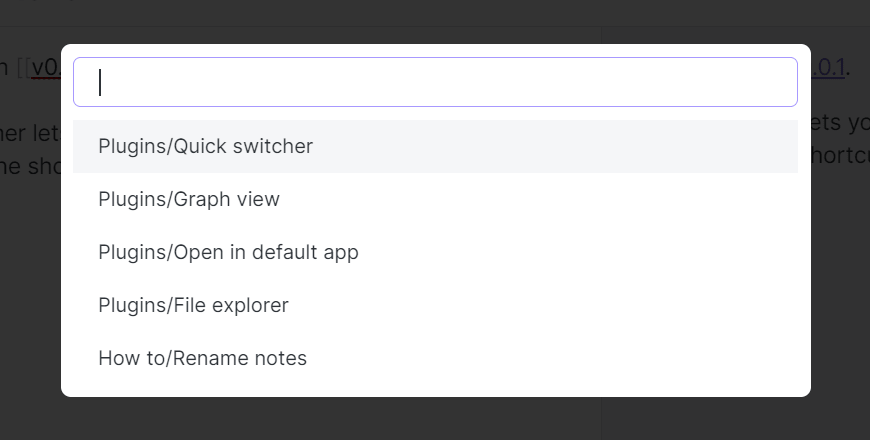 n [[v0.
.0.1.
ner let
ets yo
ne sho
hortcu
Plugins/Quick switcher
Plugins/Graph view
Plugins/Open in default app
Plugins/File explorer
How to/Rename notes